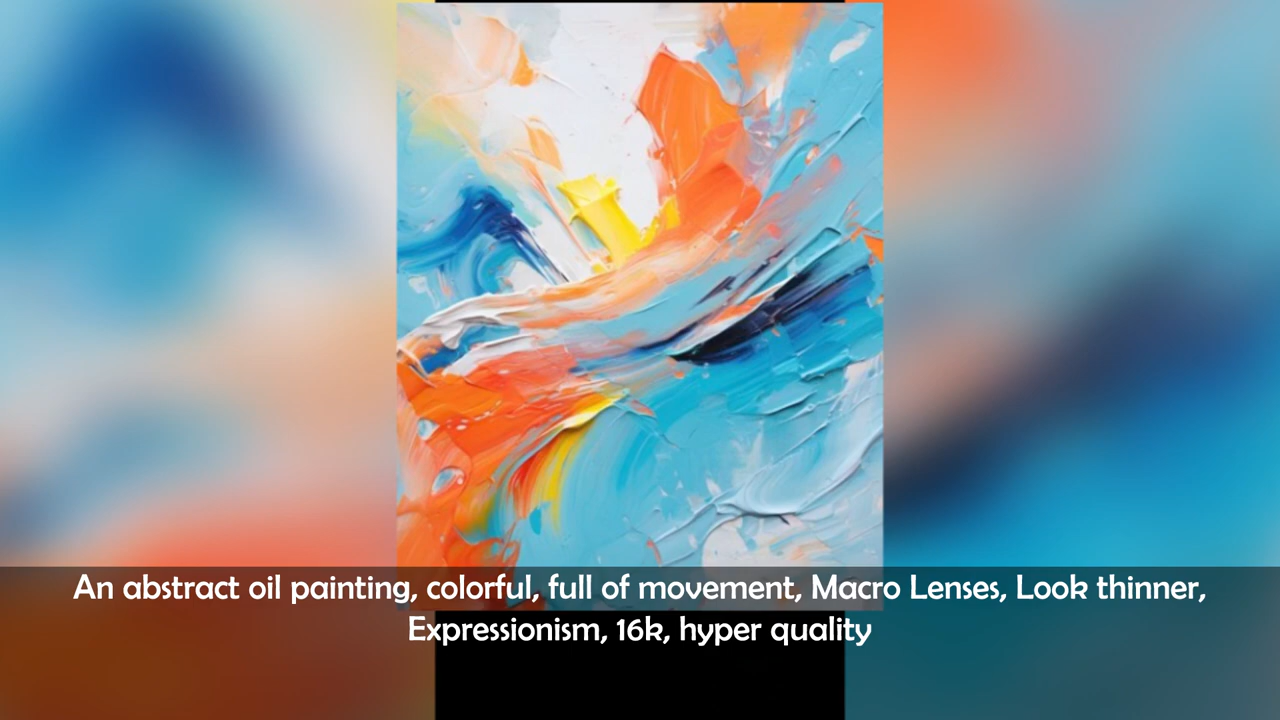 An abstract oil painting, colorful, full of movement, Macro Lenses, Look thinner,
Expressionism, 16k, hyper quality